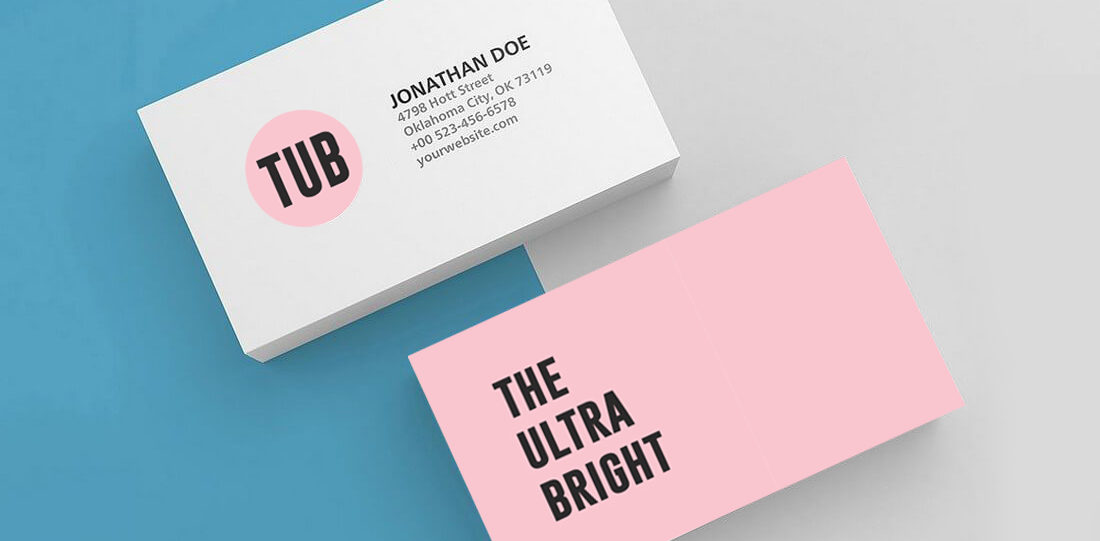 TUB
JONATHAN DOE
4798 Hott Street
Oklahoma City, OK 73119
+00 523-456-6578
yourwebsite.com
THE
ULTRA
BRIGHT